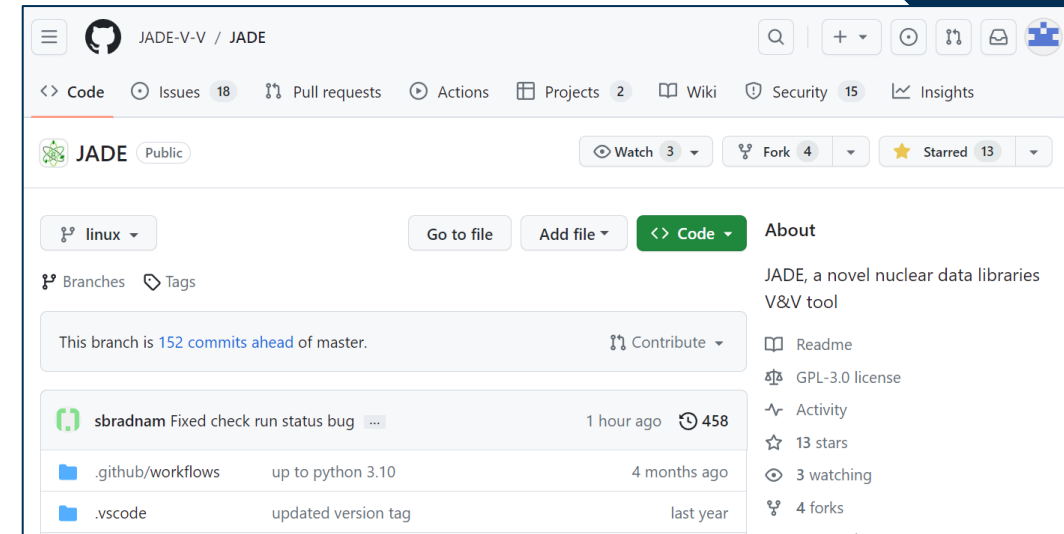 JADE-V-V / JADE
Code Issues 18 Pull requests Actions Projects 2 Wiki Security 15 Insights
JADE Public Watch 3 Fork 4 Starred 13
linux Go to file Add file <> Code About
Branches Tags
JADE, a novel nuclear data libraries
V&V tool
This branch is 152 commits ahead of master. Contribute
Readme
GPL-3.0 license
sbradnam Fixed check run status bug ... 1 hour ago 458
Activity
13 stars
.github/workflows up to python 3.10 4 months ago
3 watching
.vscode updated version tag last year
4 forks